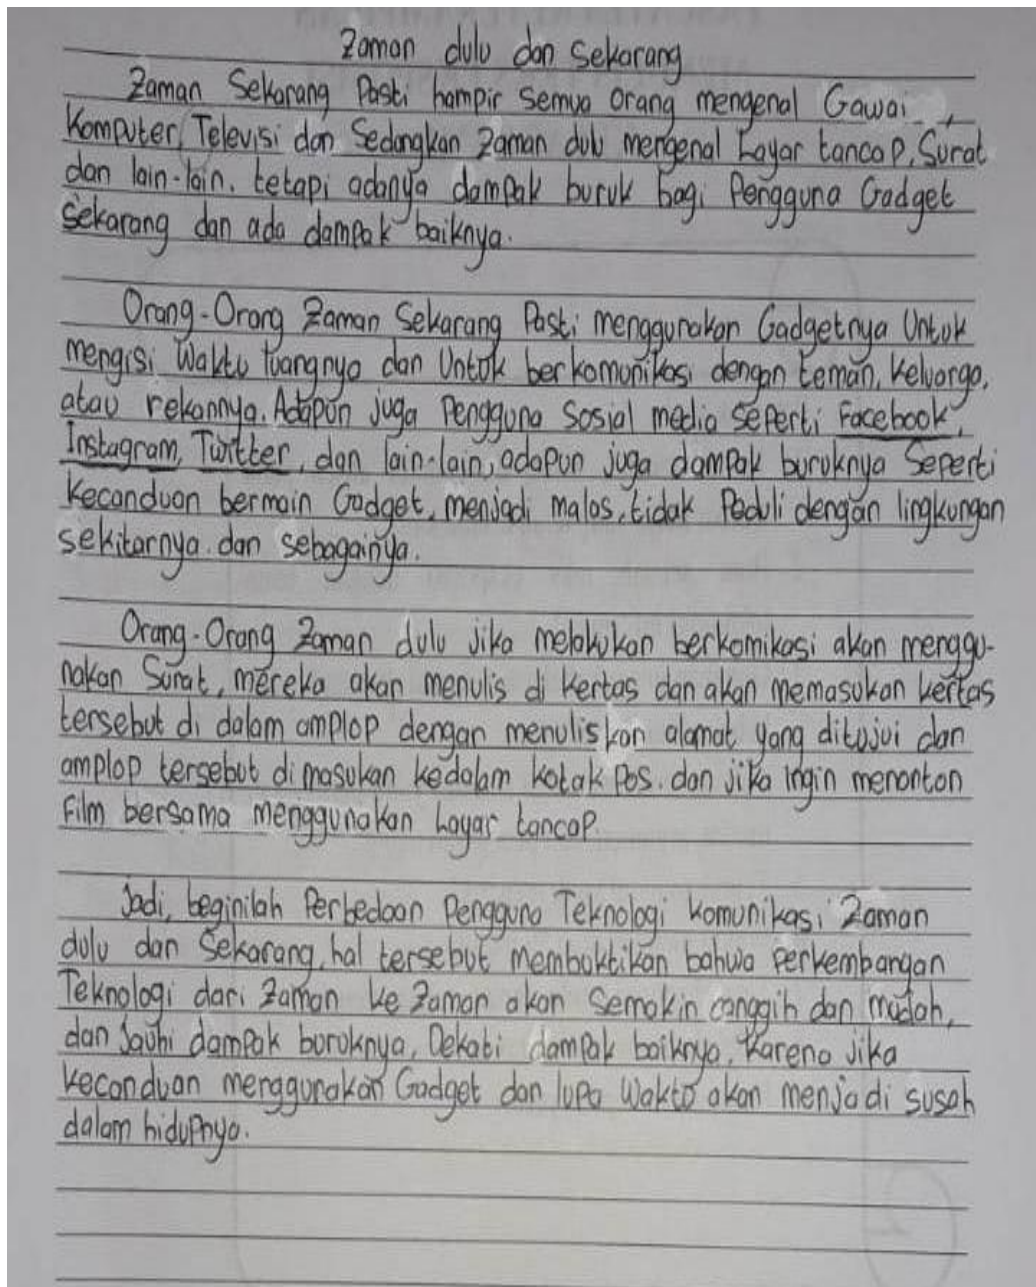 Zaman dulu dan Sekarang
Zaman Sekarang Pasti hampir Semua Orang mengenal Gawai,
Komputer, Televisi dan Sedangkan Zaman dulu mengenal Layar tancap, Surat
dan lain-lain. tetapi adanya dampak buruk bagi Pengguna Gadget
Sekarang dan ada dampak baiknya.
Orang-Orang Zaman Sekarang Pasti menggunakan Gadgetnya Untuk
mengisi Waktu luangnya dan Untuk berkomunikasi dengan teman, keluarga,
atau rekannya. Adapun juga Pengguna Sosial media Seperti Facebook,
Instagram, Twitter, dan lain-lain, adapun juga dampak buruknya Seperti
Kecanduan bermain Gadget, menjadi malas, tidak Peduli dengan lingkungan
sekitarnya. dan sebagainya.
Orang-Orang Zaman dulu Jika melakukan berkomikasi akan menggu-
nakan Surat, mereka akan menulis di kertas dan akan memasukan kertas
tersebut di dalam amplop dengan menuliskan alamat yang ditujui dan
amplop tersebut di masukan kedalam kotak Pos. dan jika ingin menonton
Film bersama menggunakan Layar tancap.
Jadi, beginilah Perbedaan Pengguna Teknologi komunikasi Zaman
dulu dan Sekarang, hal tersebut membuktikan bahwa Perkembangan
Teknologi dari Zaman ke Zaman akan Semakin canggih dan mudah,
dan Jauhi dampak buruknya, Dekati dampak baiknya. Karena Jika
kecanduan menggunakan Gadget dan lupa Waktu akan menjadi susah
dalam hidupnya.